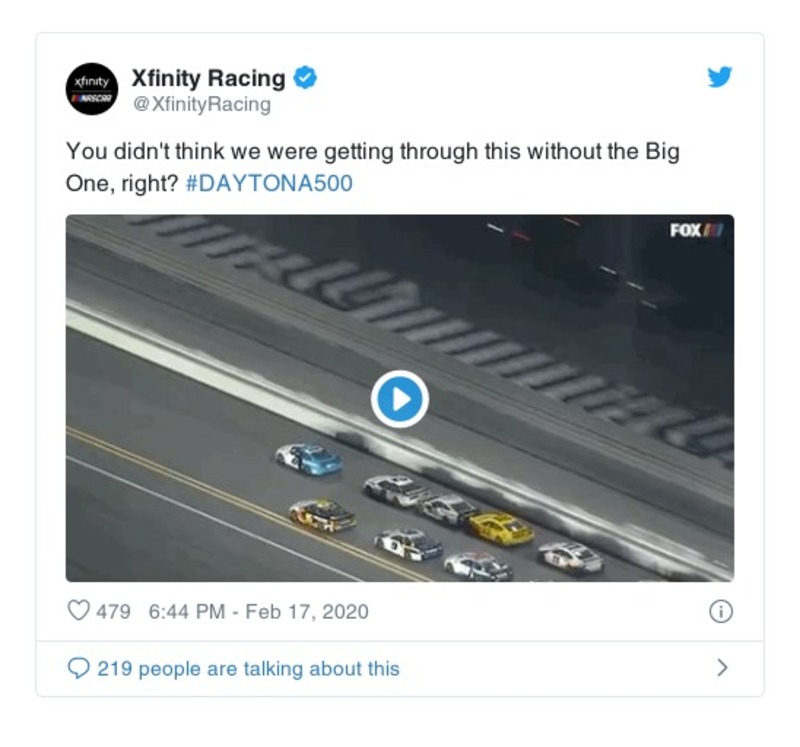 xfinity
NASCAR
Xfinity Racing
@XfinityRacing
You didn't think we were getting through this without the Big
One, right? #DAYTONA500
FOX
479 6:44 PM - Feb 17, 2020
219 people are talking about this